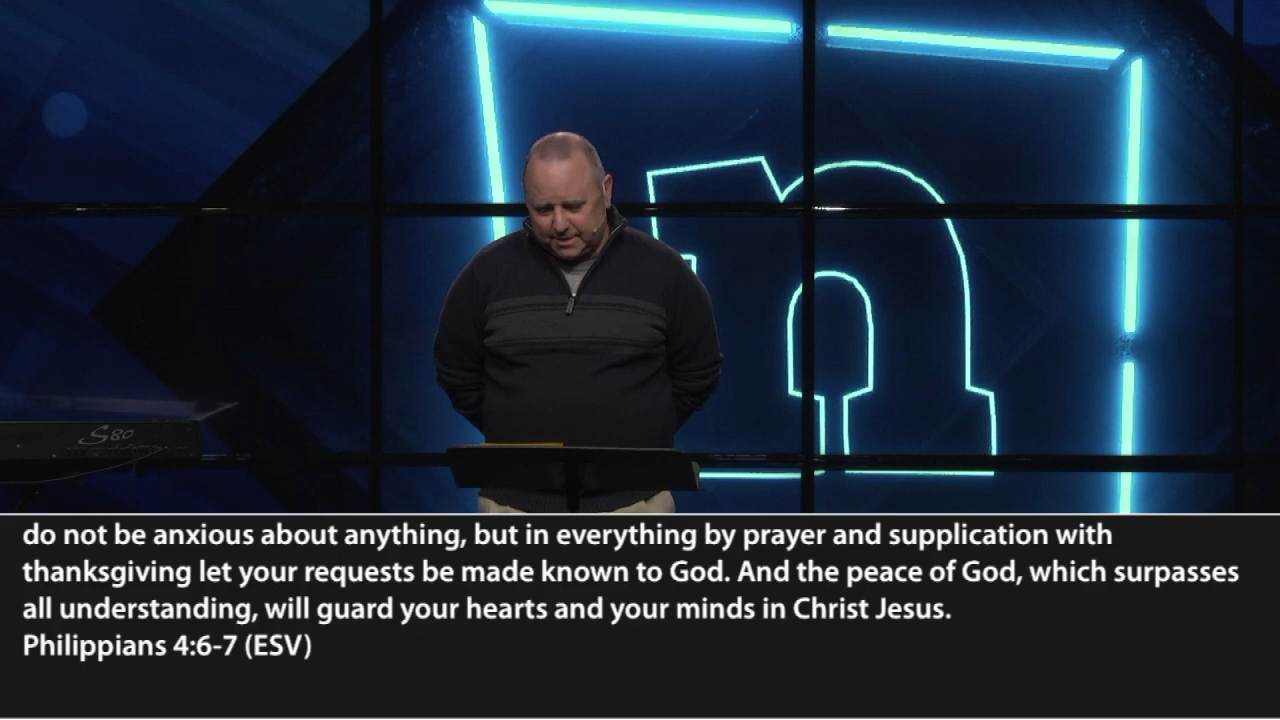 n
S80
do not be anxious about anything, but in everything by prayer and supplication with
thanksgiving let your requests be made known to God. And the peace of God, which surpasses
all understanding, will guard your hearts and your minds in Christ Jesus.
Philippians 4:6-7 (ESV)